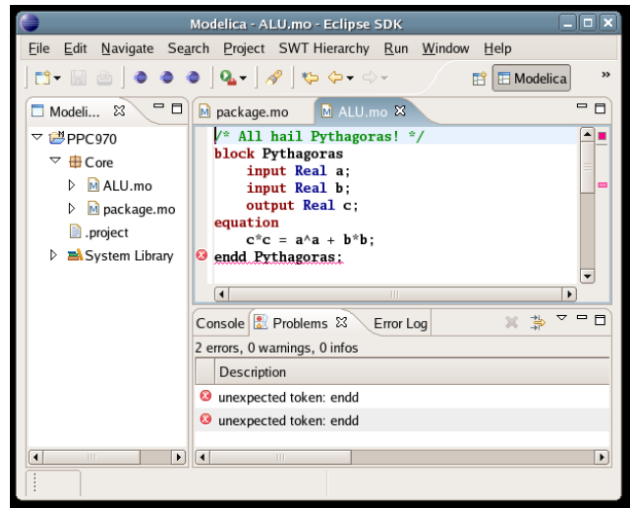 Modelica - ALU.mo - Eclipse SDK
File Edit Navigate Search Project SWT Hierarchy Run Window Help
Modelica »
Modeli...
package.mo ALU.mo
PPC970
Core
ALU.mo
package.mo
.project
System Library
/* All hail Pythagoras! */
block Pythagoras
input Real a;
input Real b;
output Real c;
equation
c*c = a^a + b*b;
endd Pythagoras;
Console Problems Error Log
2 errors, 0 warnings, 0 infos
Description
unexpected token: endd
unexpected token: endd